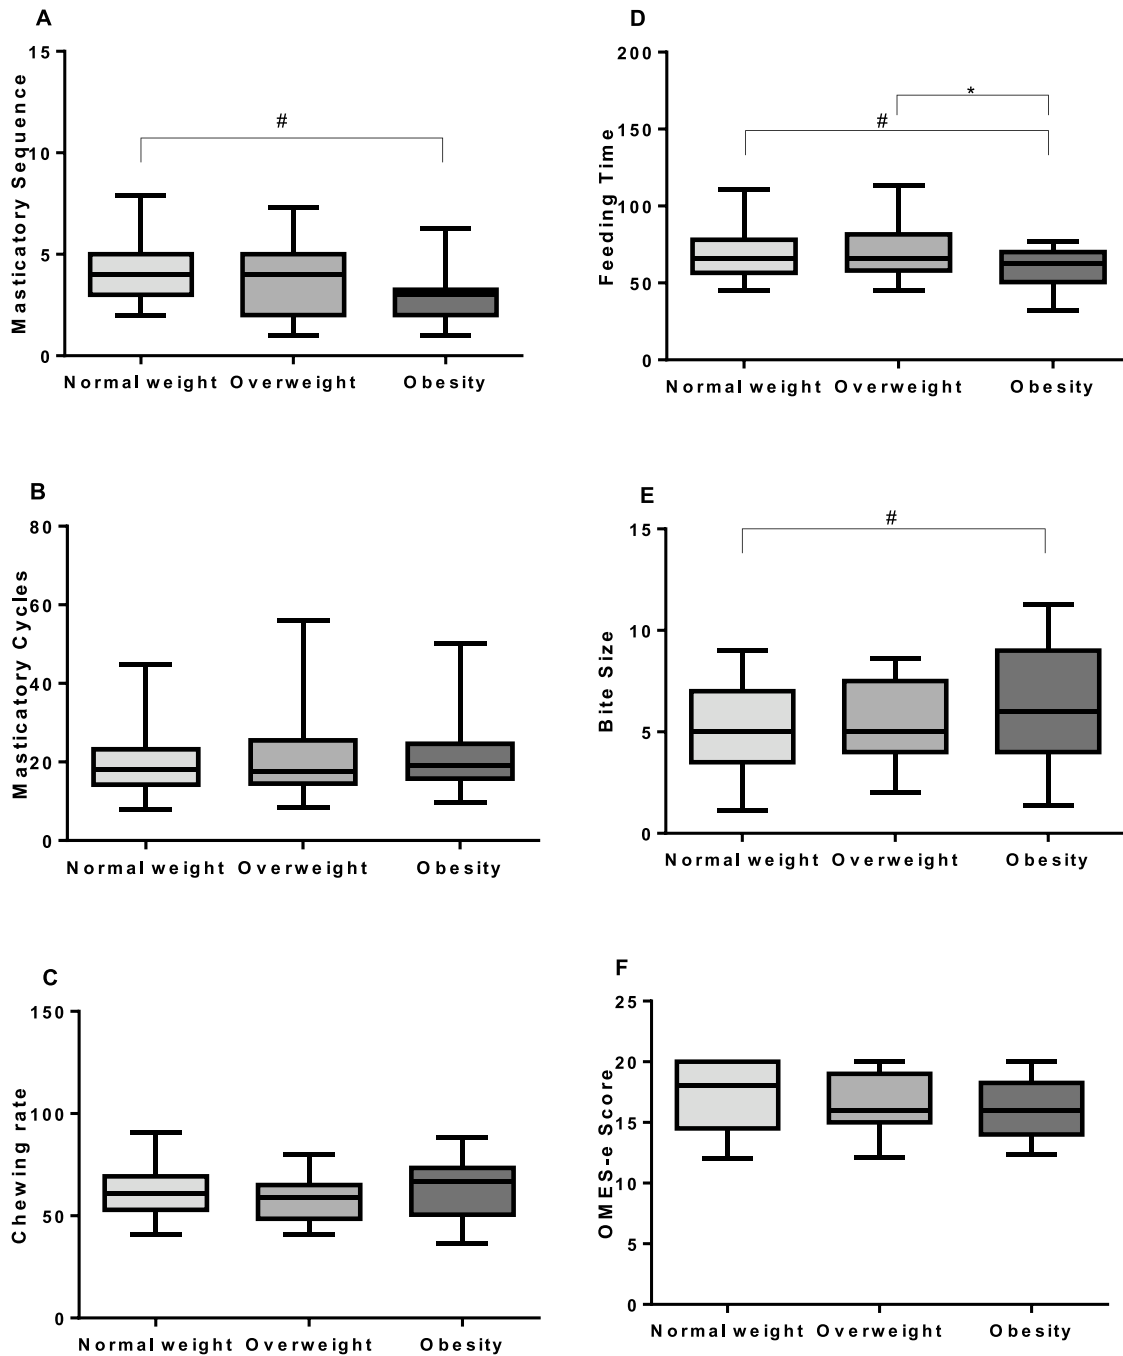 A
Masticatory Sequence
15
10
5
0
#
Normal weight Overweight Obesity
D
Feeding Time
200
150
100
50
0
*
#
Normal weight Overweight Obesity
B
Masticatory Cycles
80
60
40
20
0
Normal weight Overweight Obesity
E
Bite Size
15
10
5
0
#
Normal weight Overweight Obesity
C
Chewing rate
150
100
50
0
Normal weight Overweight Obesity
F
OMES-e Score
25
20
15
10
5
0
Normal weight Overweight Obesity